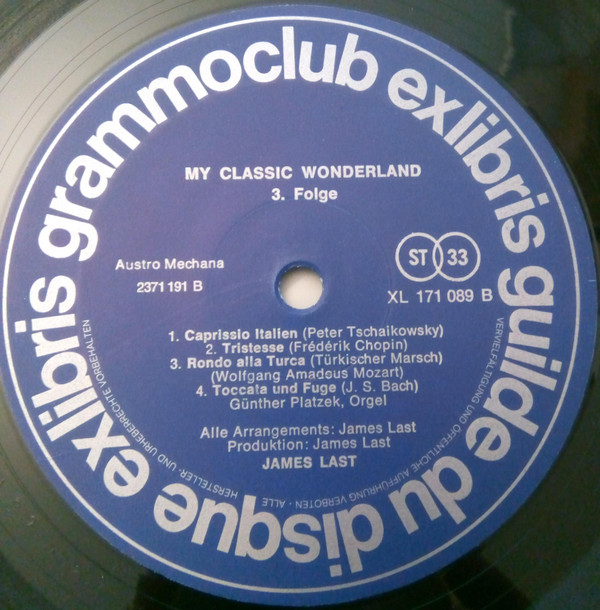 grammoclub exlibris guilde du disque exlibris
MY CLASSIC WONDERLAND
3. Folge
Austro Mechana
2371 191 B
ST 33
XL 171 089 B
1. Caprissio Italien (Peter Tschaikowsky)
2. Tristesse (Frédérik Chopin)
3. Rondo alla Turca (Türkischer Marsch)
(Wolfgang Amadeus Mozart)
4. Toccata und Fuge (J. S. Bach)
Günther Platzek, Orgel
Alle Arrangements: James Last
Produktion: James Last
JAMES LAST
VERVIELFÄLTIGUNG UND ÖFFENTLICHE AUFFÜHRUNG VERBOTEN - ALLE HERSTELLER- UND URHEBERRECHTE VORBEHALTEN